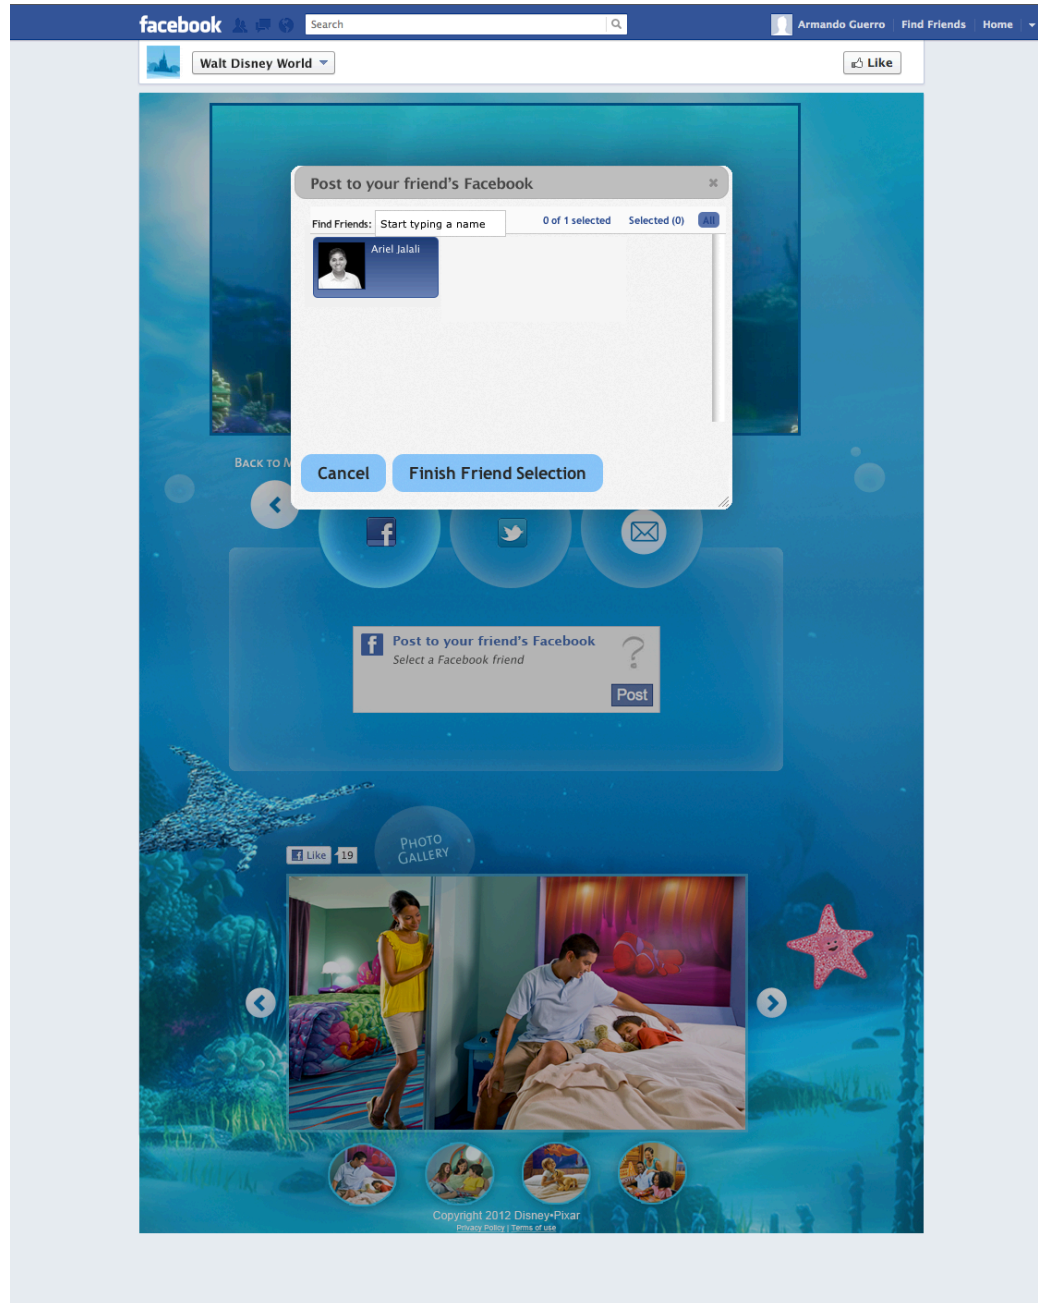 facebook
Search
Armando Guerro
Find Friends
Home
Walt Disney World
Like
Post to your friend's Facebook
Find Friends:
Start typing a name
0 of 1 selected
Selected (0)
All
Ariel Jalali
Cancel
Finish Friend Selection
BACK TO
Post to your friend's Facebook
Select a Facebook friend
?
Post
PHOTO
GALLERY
Like
19
Copyright 2012 Disney•Pixar
Privacy Policy | Terms of use